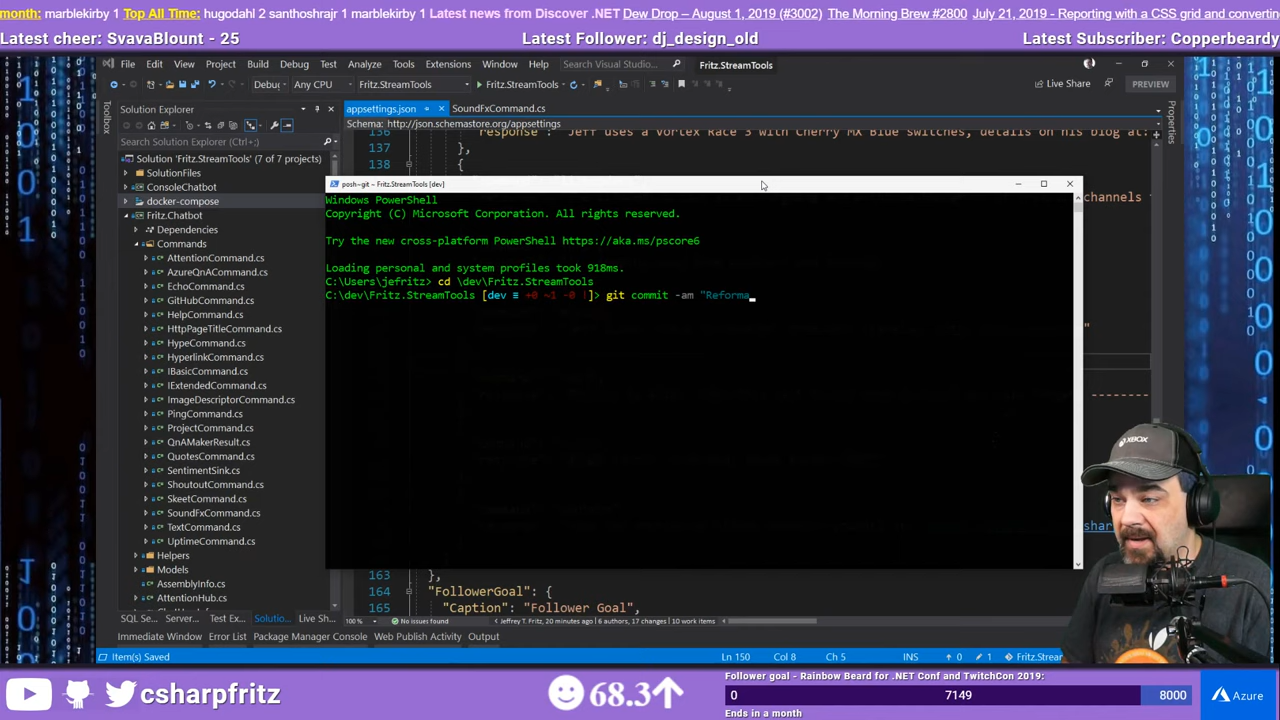 month: marblekirby 1 Top All Time: hugodahl 2 santhoshrajr 1 marblekirby 1 Latest news from Discover .NET Dew Drop – August 1, 2019 (#3002) The Morning Brew #2800 July 21, 2019 - Reporting with a CSS grid and convertin
Latest cheer: SvavaBlount - 25
Latest Follower: dj_design_old
Latest Subscriber: Copperbeardy
File Edit View Project Build Debug Test Analyze Tools Extensions Window Help Search Visual Studio... Fritz.StreamTools
Debug Any CPU Fritz.StreamTools Fritz.StreamTools Live Share PREVIEW
Solution Explorer
appsettings.json SoundFxCommand.cs
Schema: http://json.schemastore.org/appsettings
Toolbox
Properties
Search Solution Explorer (Ctrl+;)
Solution 'Fritz.StreamTools' (7 of 7 projects)
SolutionFiles
ConsoleChatbot
docker-compose
Fritz.Chatbot
Dependencies
Commands
AttentionCommand.cs
AzureQnACommand.cs
EchoCommand.cs
GitHubCommand.cs
HelpCommand.cs
HttpPageTitleCommand.cs
HypeCommand.cs
HyperlinkCommand.cs
IBasicCommand.cs
IExtendedCommand.cs
ImageDescriptorCommand.cs
PingCommand.cs
ProjectCommand.cs
QnAMakerResult.cs
QuotesCommand.cs
SentimentSink.cs
ShoutoutCommand.cs
SkeetCommand.cs
SoundFxCommand.cs
TextCommand.cs
UptimeCommand.cs
Helpers
Models
AssemblyInfo.cs
AttentionHub.cs
136 "response": "Jeff uses a Vortex Race 3 with Cherry MX Blue switches, details on his blog at:
137 },
138 {
channels
posh~git ~ Fritz.StreamTools [dev]
Windows PowerShell
Copyright (C) Microsoft Corporation. All rights reserved.
Try the new cross-platform PowerShell https://aka.ms/pscore6
Loading personal and system profiles took 918ms.
C:\Users\jefritz> cd \dev\Fritz.StreamTools
C:\dev\Fritz.StreamTools [dev ≡ +0 ~1 -0 !]> git commit -am "Reforma
shar
163 },
164 "FollowerGoal": {
165 "Caption": "Follower Goal",
100 % No issues found Jeffrey T. Fritz, 20 minutes ago | 6 authors, 17 changes | 10 work items
SQL Se... Server... Test Ex... Solutio... Live Sh...
Immediate Window Error List Package Manager Console Web Publish Activity Output
Item(s) Saved Ln 150 Col 8 Ch 5 INS 0 1 Fritz.Strear
XBOX
csharpfritz
68.3
Follower goal - Rainbow Beard for .NET Conf and TwitchCon 2019:
0 7149 8000
Ends in a month
Azure